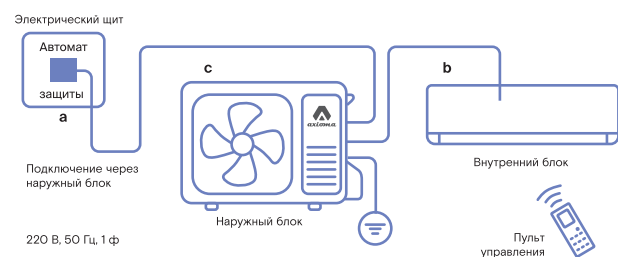 Электрический щит
Автомат
защиты
a
c
b
axioma
Подключение через
наружный блок
Внутренний блок
Наружный блок
220 В, 50 Гц, 1 ф
Пульт
управления